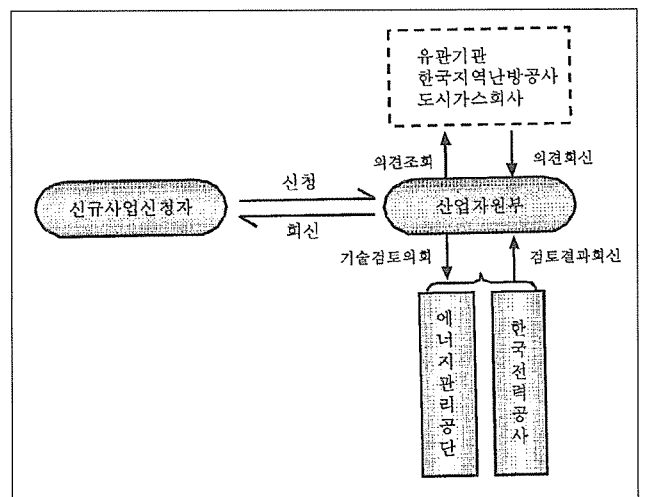 유관기관
한국지역난방공사
도시가스회사
의견조회
의견회신
신규사업신청자
신청
회신
산업자원부
기술검토의회
검토결과회신
에너지관리공단
한국전력공사